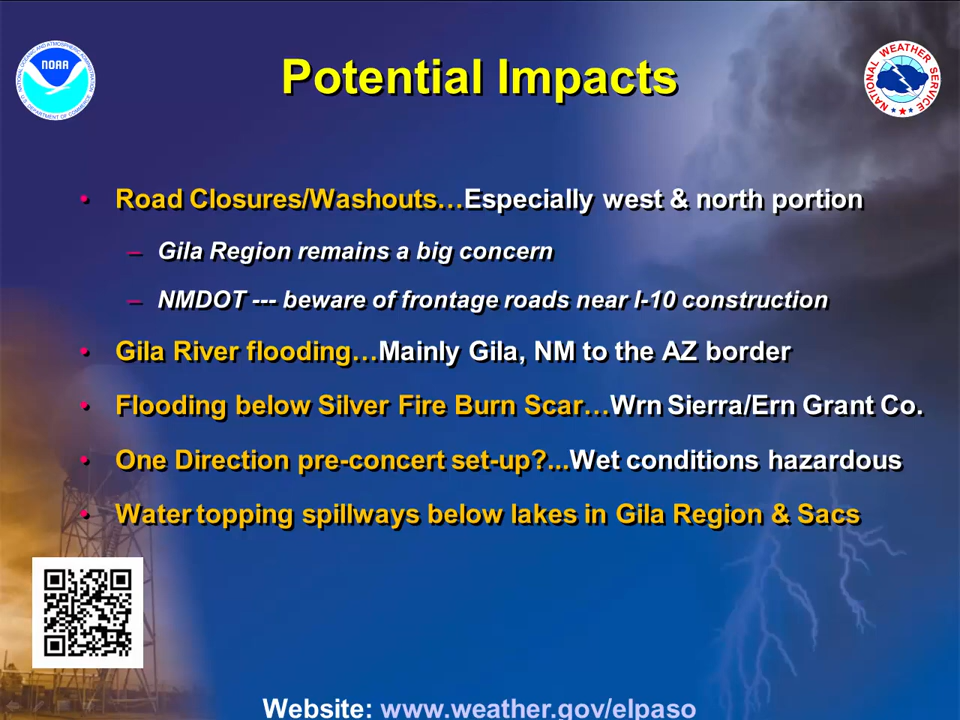 NOAA
NATIONAL WEATHER SERVICE
Potential Impacts
• Road Closures/Washouts…Especially west & north portion
– Gila Region remains a big concern
– NMDOT --- beware of frontage roads near I-10 construction
• Gila River flooding…Mainly Gila, NM to the AZ border
• Flooding below Silver Fire Burn Scar…Wrn Sierra/Ern Grant Co.
• One Direction pre-concert set-up?...Wet conditions hazardous
• Water topping spillways below lakes in Gila Region & Sacs
Website: www.weather.gov/elpaso